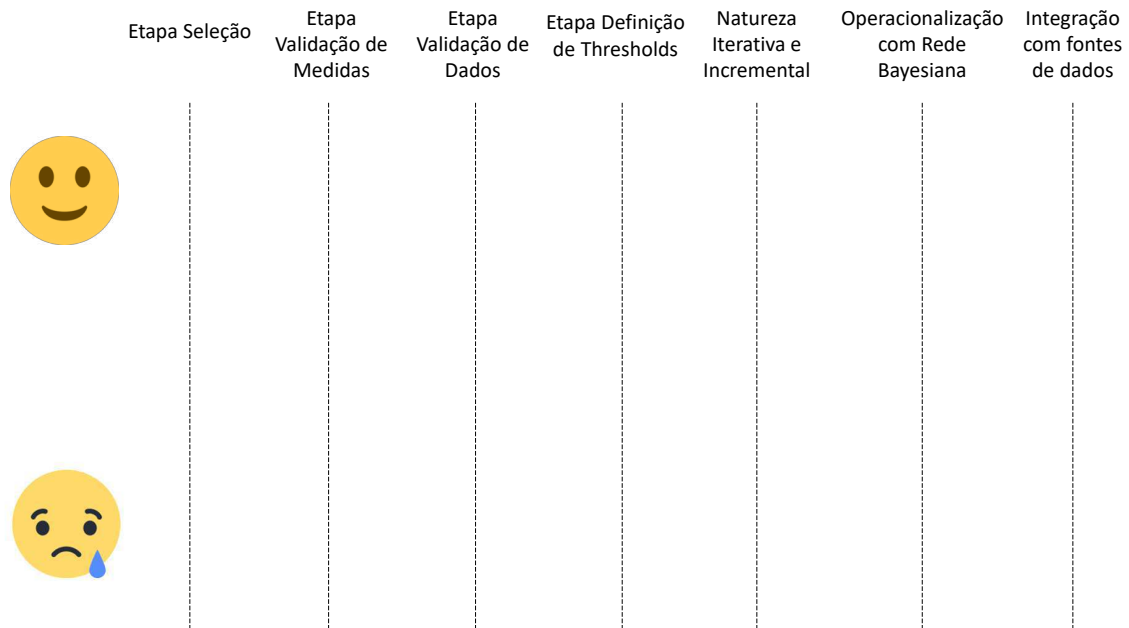 Etapa Seleção
Etapa
Validação de
Medidas
Etapa
Validação de
Dados
Etapa Definição
de Thresholds
Natureza
Iterativa e
Incremental
Operacionalização
com Rede
Bayesiana
Integração
com fontes
de dados